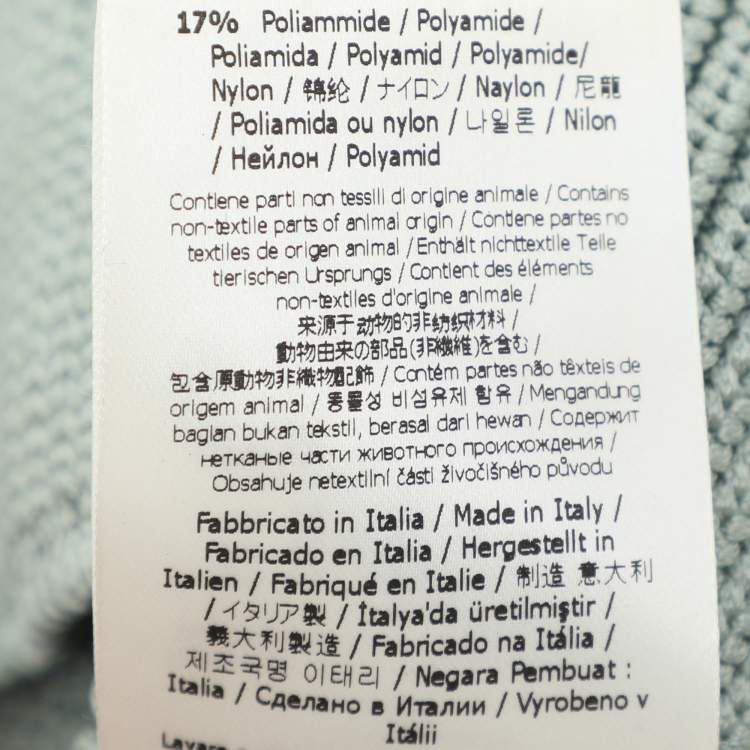 17% Poliammide / Polyamide /
Poliamida / Polyamid / Polyamide/
Nylon / 锦纶 / ナイロン / Naylon / 尼龍
/ Poliamida ou nylon / 나일론 / Nilon
/ Нейлон / Polyamid
Contiene parti non tessili di origine animale / Contains
non-textile parts of animal origin / Contiene partes no
textiles de origen animal / Enthält nichttextile Teile
tierischen Ursprungs / Contient des éléments
non-textiles d'origine animale /
来源于动物的非纺织材料 /
動物由来の部品(非繊維)を含む /
包含原動物非織物配飾 / Contém partes não têxteis de
origem animal / 동물성 비섬유제 함유 / Mengandung
bagian bukan tekstil, berasal dari hewan / Содержит
нетканые части животного происхождения /
Obsahuje netextilní části živočišného původu
Fabbricato in Italia / Made in Italy /
Fabricado en Italia / Hergestellt in
Italien / Fabriqué en Italie / 制造 意大利
/ イタリア製 / İtalya'da üretilmiştir /
義大利製造 / Fabricado na Itália /
제조국명 이태리 / Negara Pembuat :
Italia / Сделано в Италии / Vyrobeno v
Itálii
Lavare